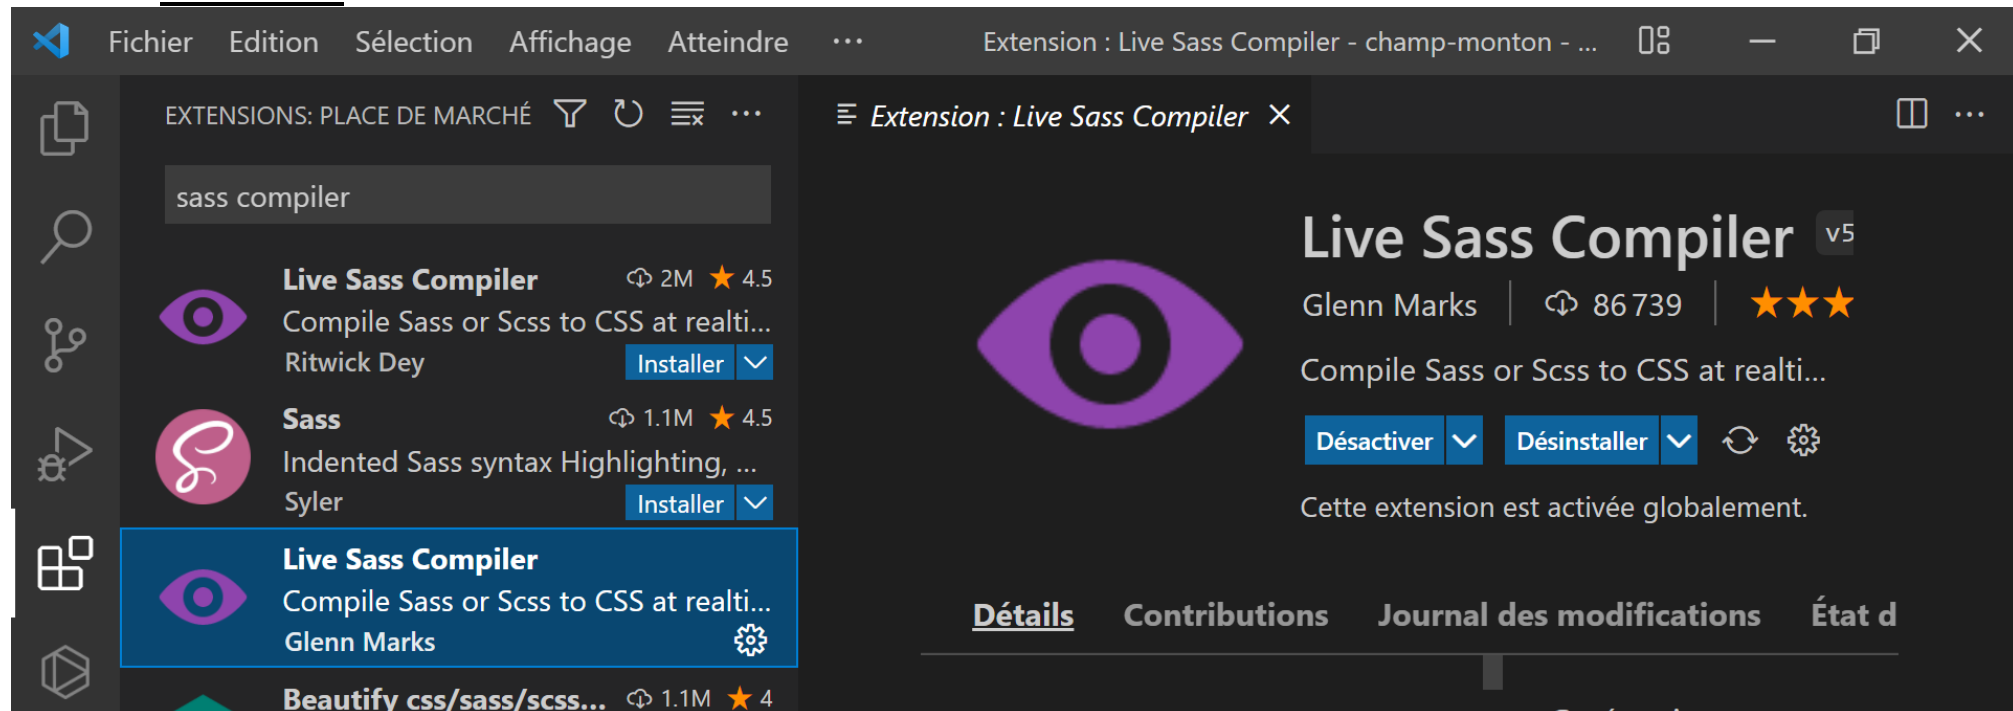 Fichier Edition Sélection Affichage Atteindre ··· Extension : Live Sass Compiler - champ-monton - ...
EXTENSIONS: PLACE DE MARCHÉ ···
sass compiler
Live Sass Compiler 2M ★ 4.5
Compile Sass or Scss to CSS at realti...
Ritwick Dey Installer
Sass 1.1M ★ 4.5
Indented Sass syntax Highlighting, ...
Syler Installer
Live Sass Compiler
Compile Sass or Scss to CSS at realti...
Glenn Marks
Beautify css/sass/scss... 1.1M ★ 4
Extension : Live Sass Compiler
Live Sass Compiler v5
Glenn Marks 86 739 ★★★
Compile Sass or Scss to CSS at realti...
Désactiver Désinstaller
Cette extension est activée globalement.
Détails Contributions Journal des modifications État d